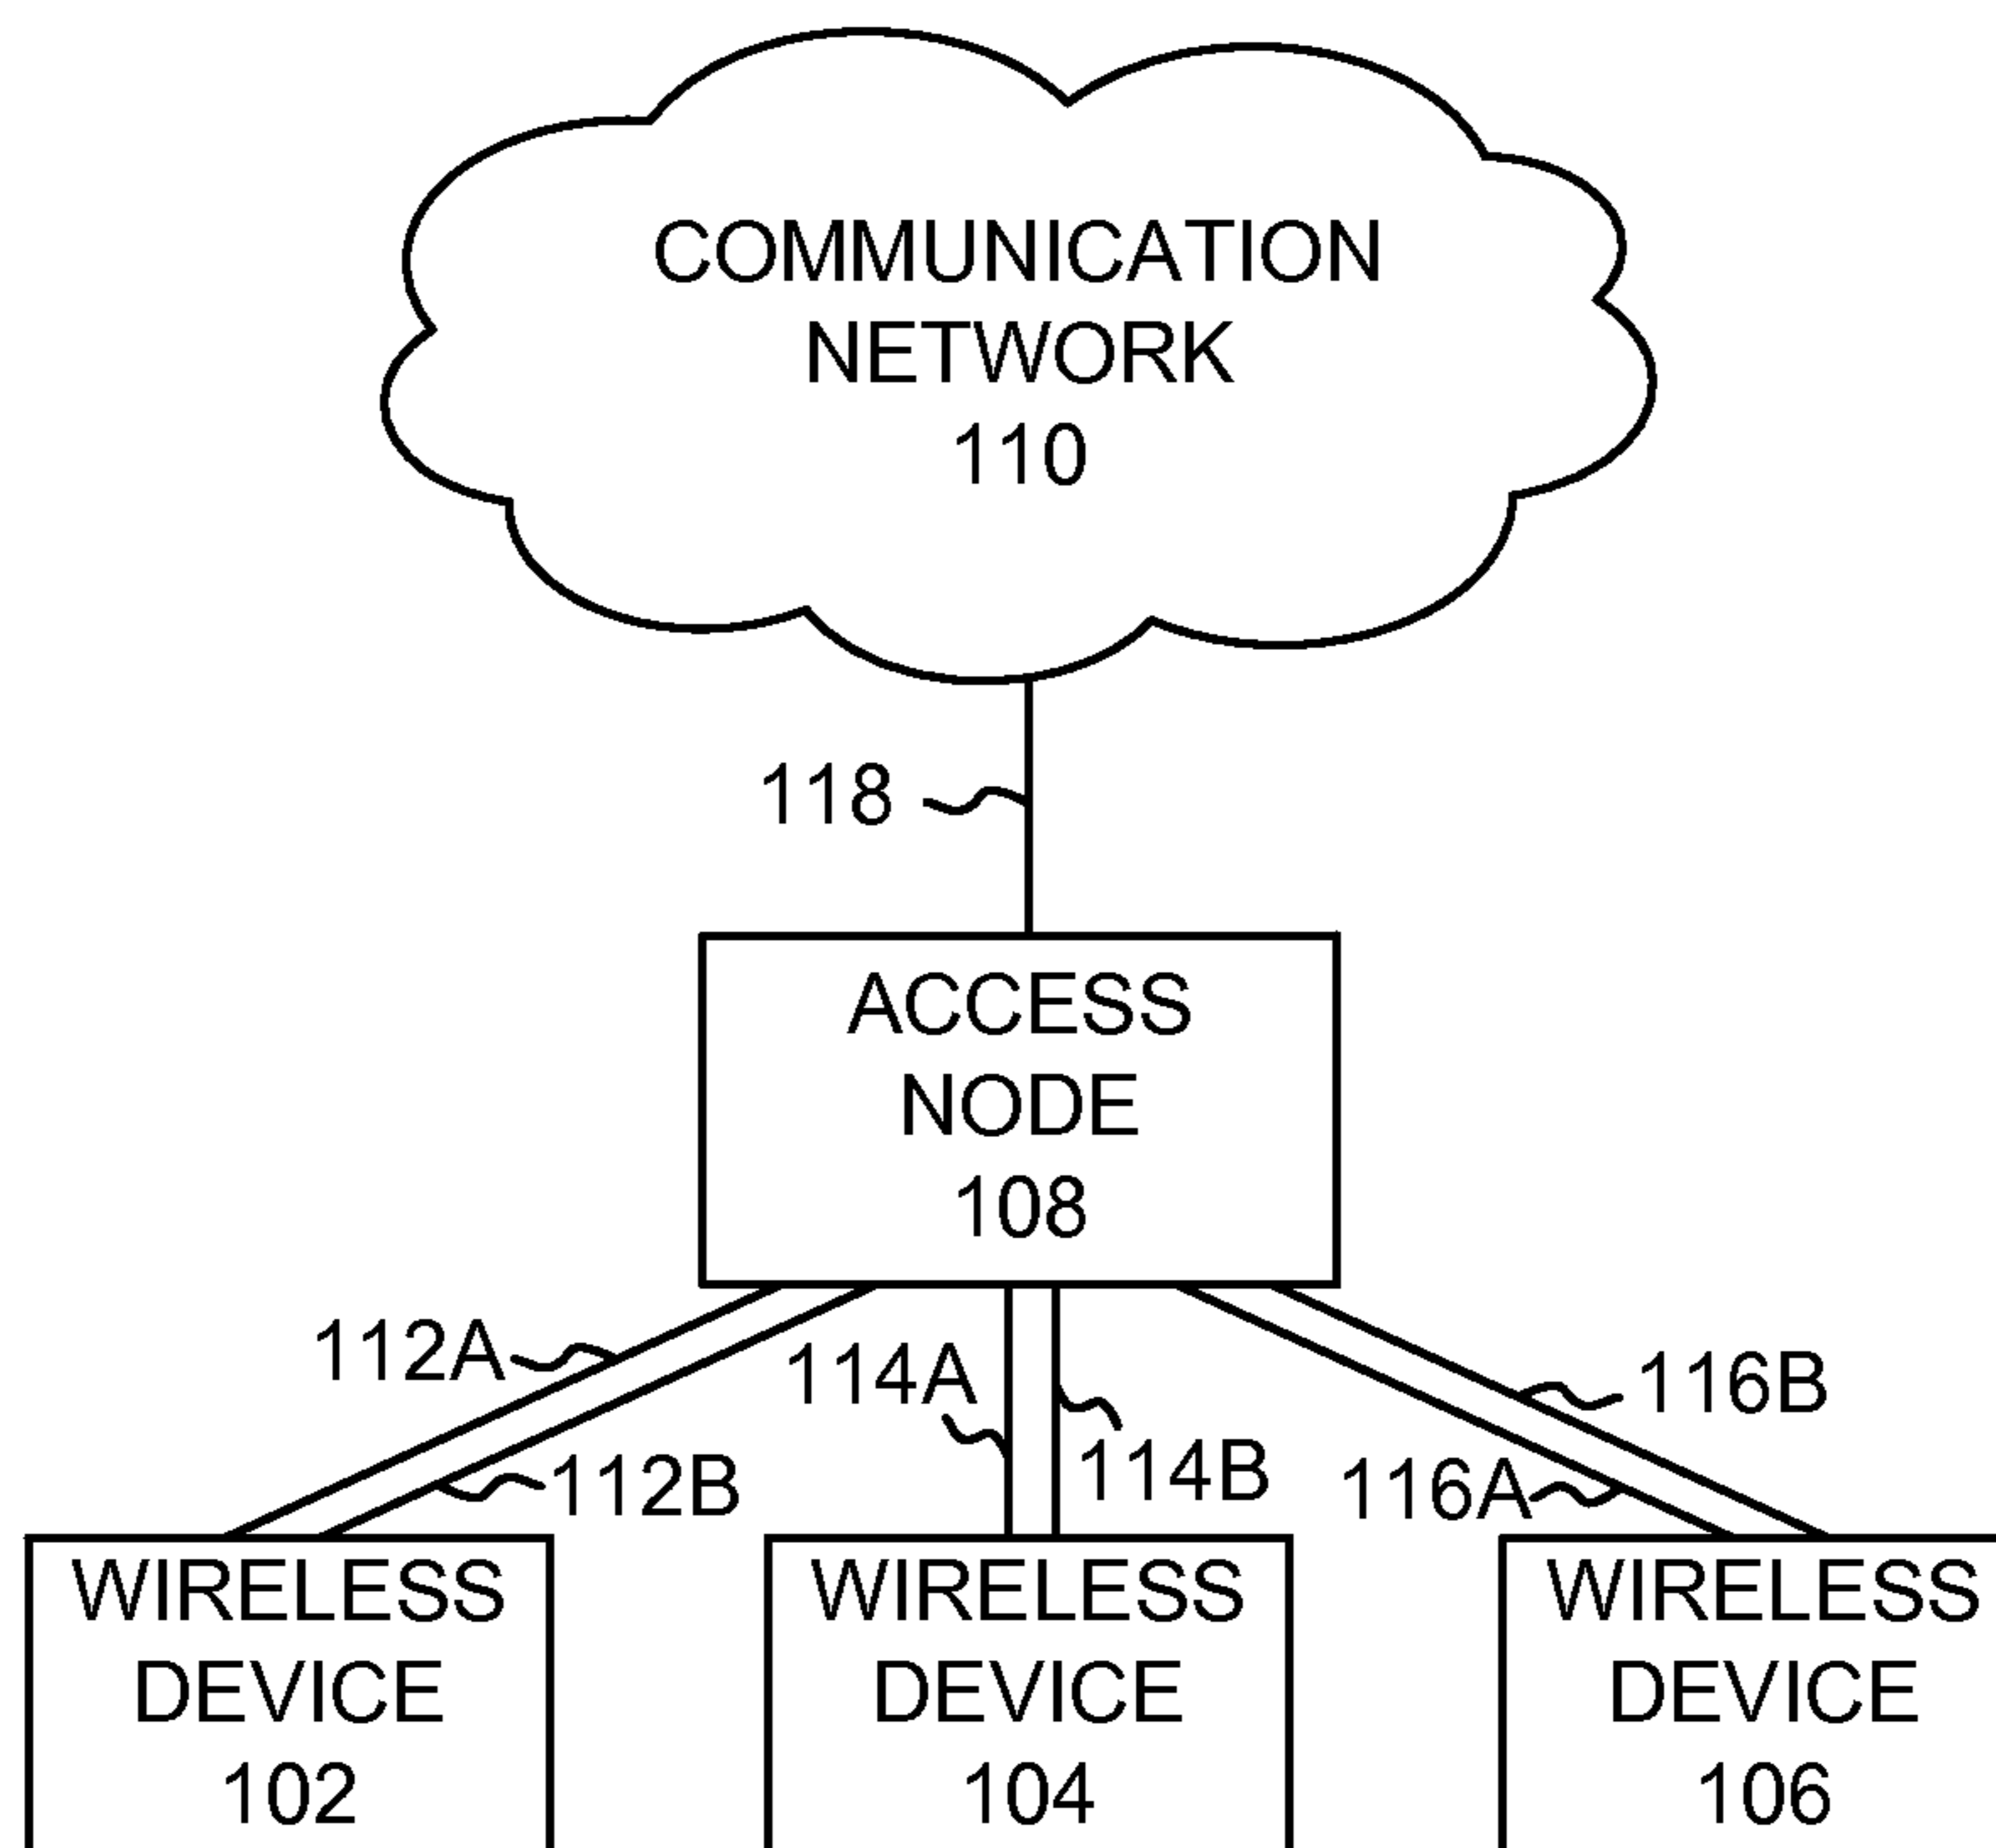 COMMUNICATION
NETWORK
110
118
ACCESS
NODE
108
112A
114A
116B
112B
114B
116A
WIRELESS
DEVICE
102
WIRELESS
DEVICE
104
WIRELESS
DEVICE
106